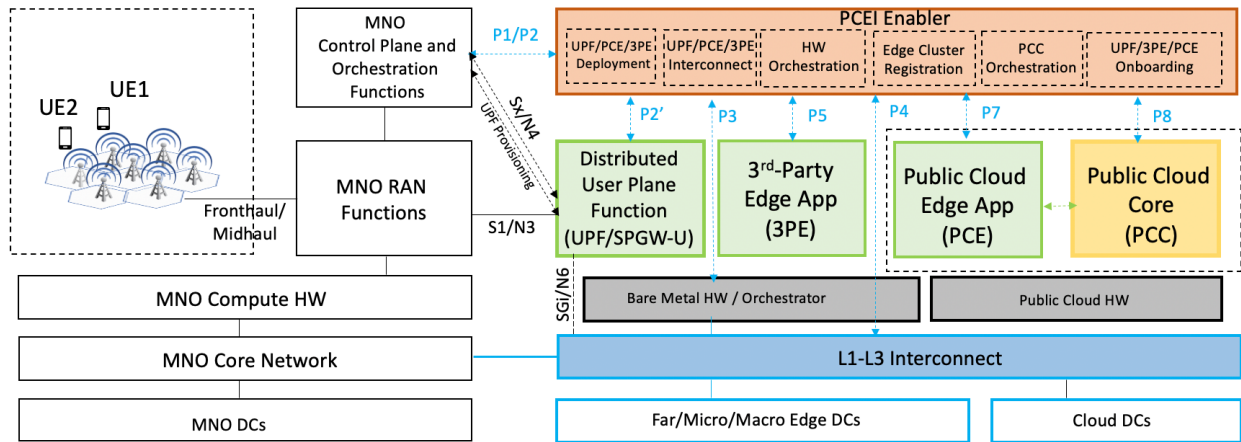 PCEI Enabler
MNO
Control Plane and
Orchestration
Functions
P1/P2
UPF/PCE/3PE
Deployment
UPF/PCE/3PE
Interconnect
HW
Orchestration
Edge Cluster
Registration
PCC
Orchestration
UPF/3PE/PCE
Onboarding
UE2
UE1
Sx/N4
UPF Provisioning
P2’
P3
P5
P4
P7
P8
MNO RAN
Functions
Fronthaul/
Midhaul
S1/N3
Distributed
User Plane
Function
(UPF/SPGW-U)
3rd-Party
Edge App
(3PE)
Public Cloud
Edge App
(PCE)
Public Cloud
Core
(PCC)
SGi/N6
MNO Compute HW
Bare Metal HW / Orchestrator
Public Cloud HW
MNO Core Network
L1-L3 Interconnect
MNO DCs
Far/Micro/Macro Edge DCs
Cloud DCs